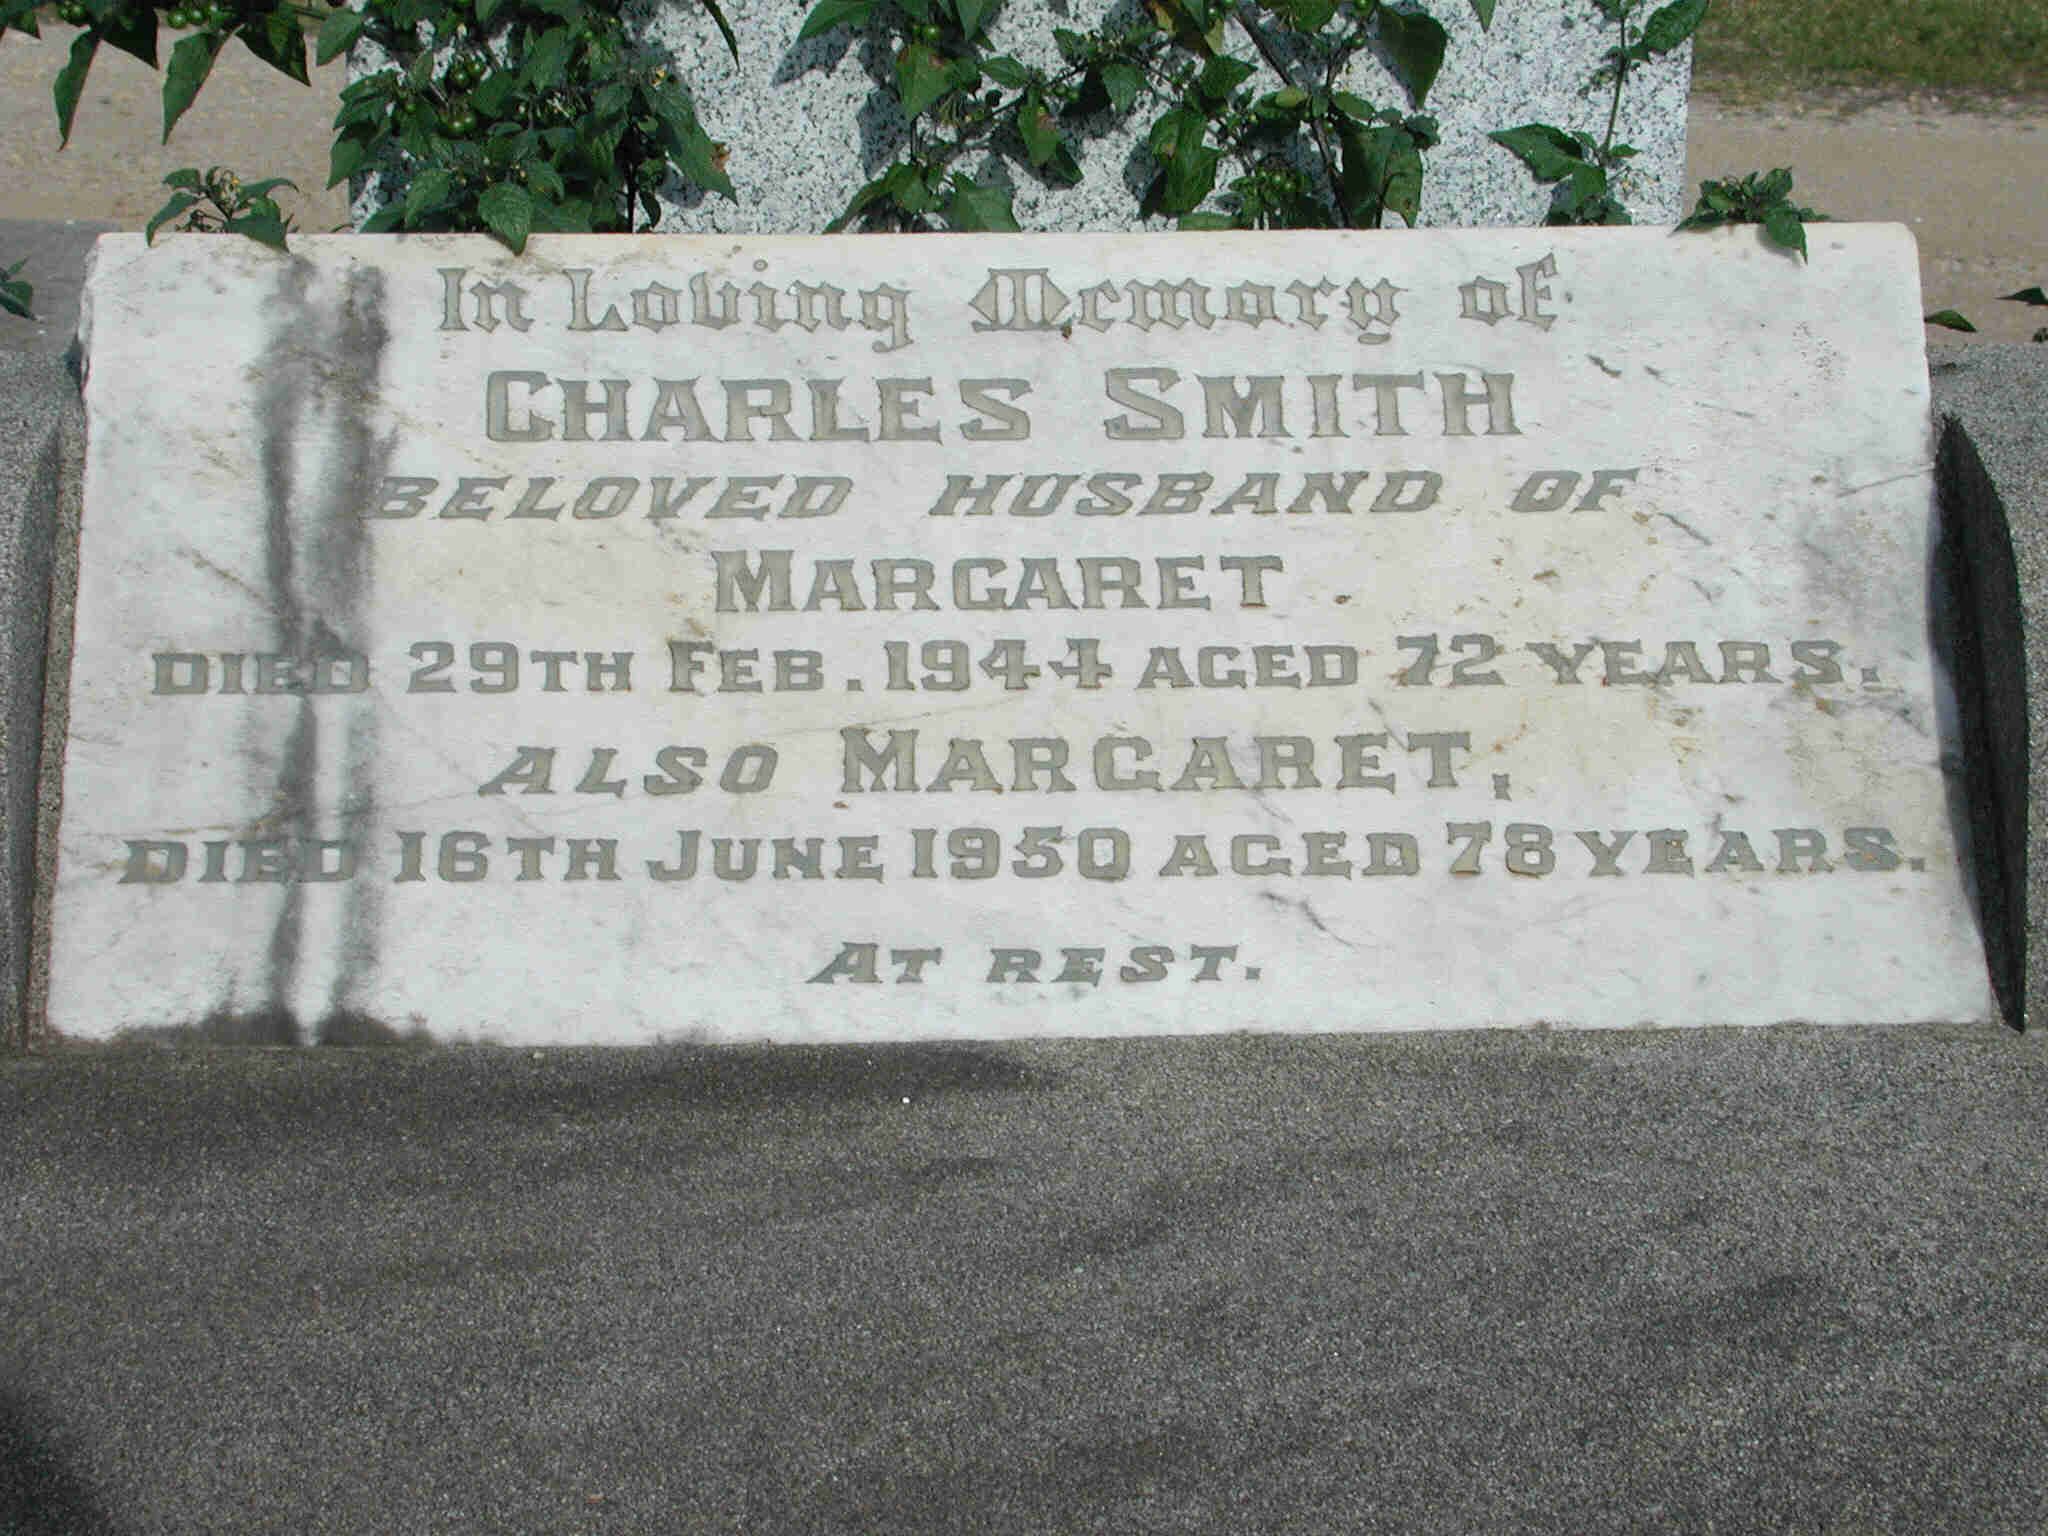 In Loving Memory of
CHARLES SMITH
BELOVED HUSBAND OF
MARGARET
DIED 29TH FEB. 1944 AGED 72 YEARS.
ALSO MARGARET,
DIED 16TH JUNE 1950 AGED 78 YEARS.
AT REST.